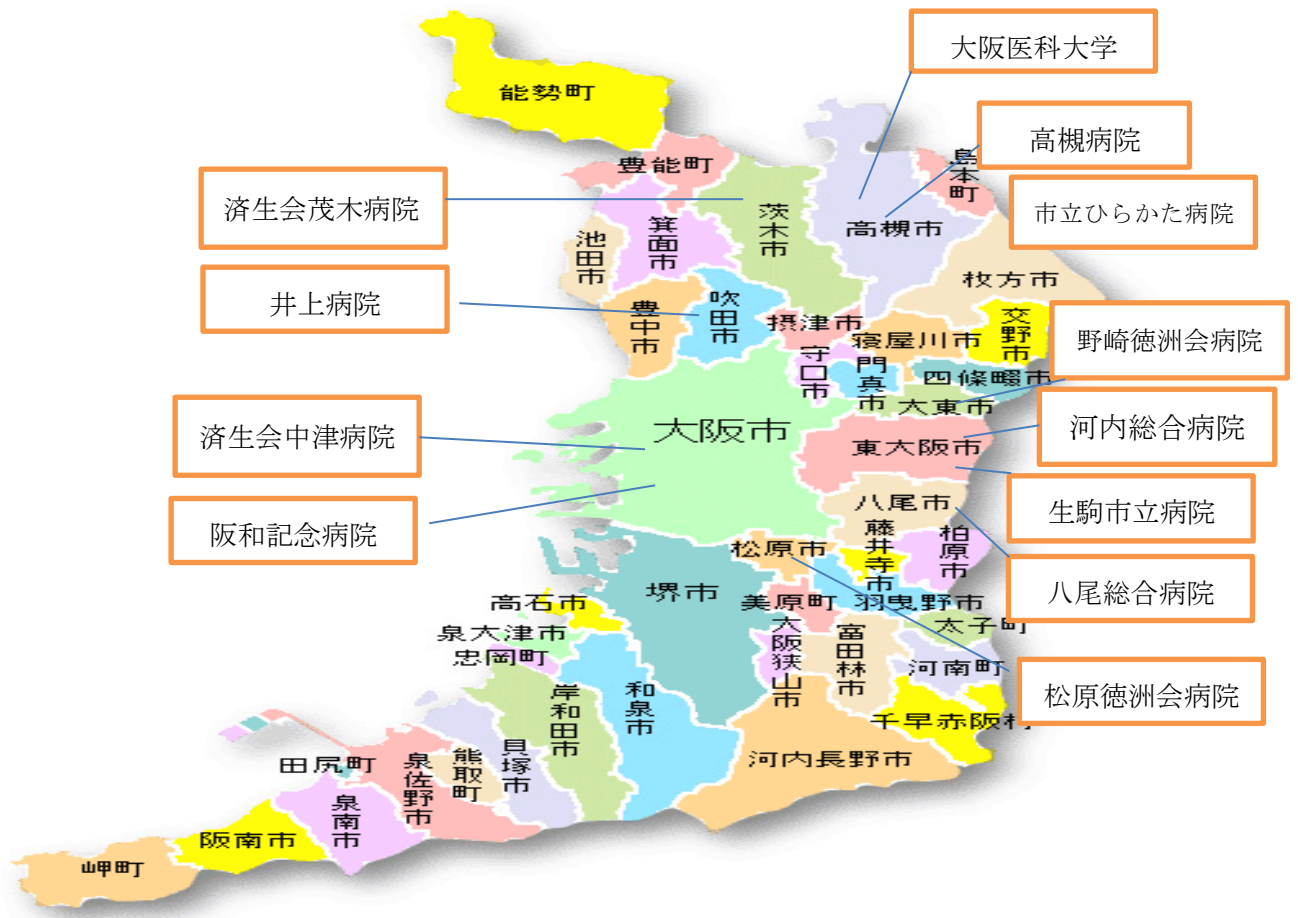 大阪医科大学
能勢町
高槻病院
豊能町
島本町
済生会茂木病院
茨木市
高槻市
市立ひらかた病院
箕面市
池田市
枚方市
井上病院
吹田市
豊中市
摂津市
交野市
寝屋川市
野崎徳洲会病院
守口市
門真市
四條畷市
大東市
済生会中津病院
大阪市
東大阪市
河内総合病院
八尾市
生駒市立病院
阪和記念病院
松原市
藤井寺市
柏原市
堺市
美原町
羽曳野市
八尾総合病院
高石市
太子町
泉大津市
忠岡町
大阪狭山市
富田林市
河南町
松原徳洲会病院
和泉市
岸和田市
千早赤阪村
貝塚市
河内長野市
熊取町
田尻町
泉佐野市
泉南市
阪南市
岬町